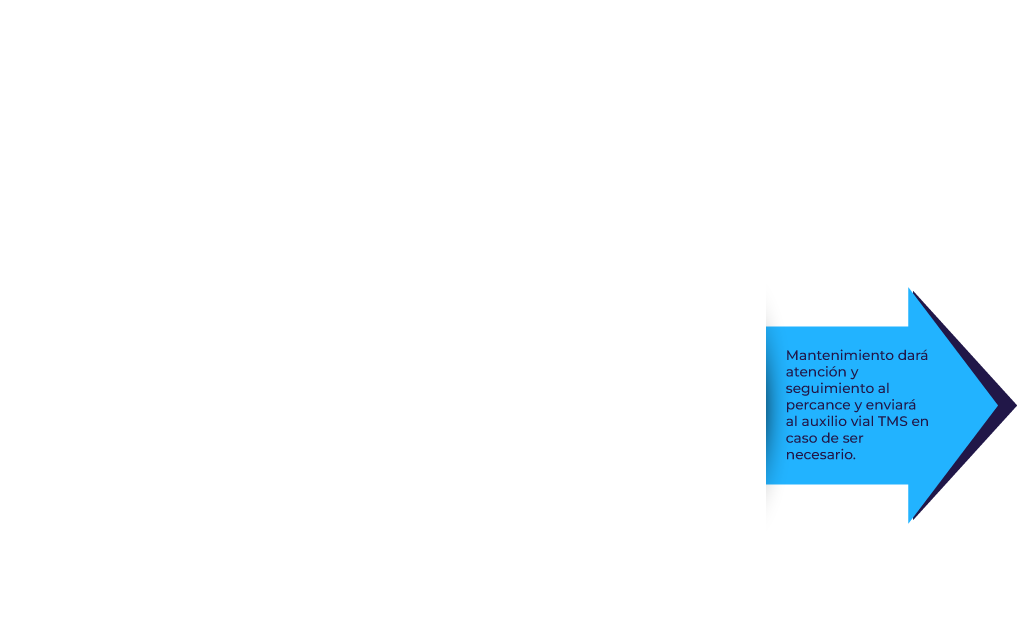 Mantenimiento dará
atención y
seguimiento al
percance y enviará
al auxilio vial TMS en
caso de ser
necesario.